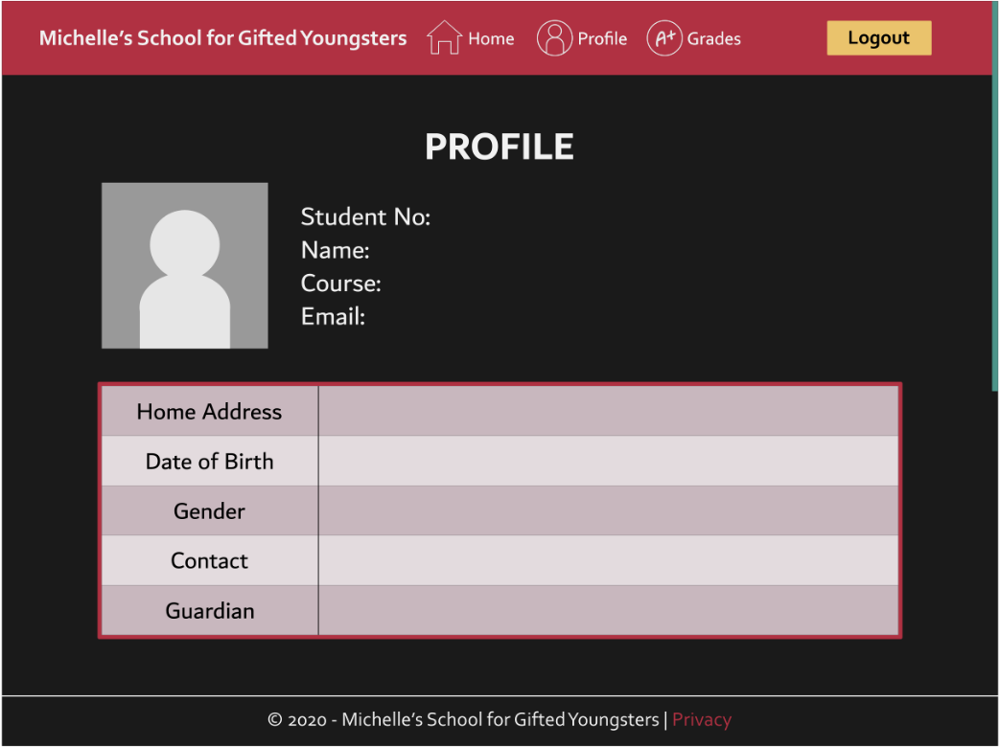 Michelle's School for Gifted Youngsters Home Profile A+ Grades Logout
PROFILE
Student No:
Name:
Course:
Email:
Home Address
Date of Birth
Gender
Contact
Guardian
© 2020 - Michelle's School for Gifted Youngsters | Privacy